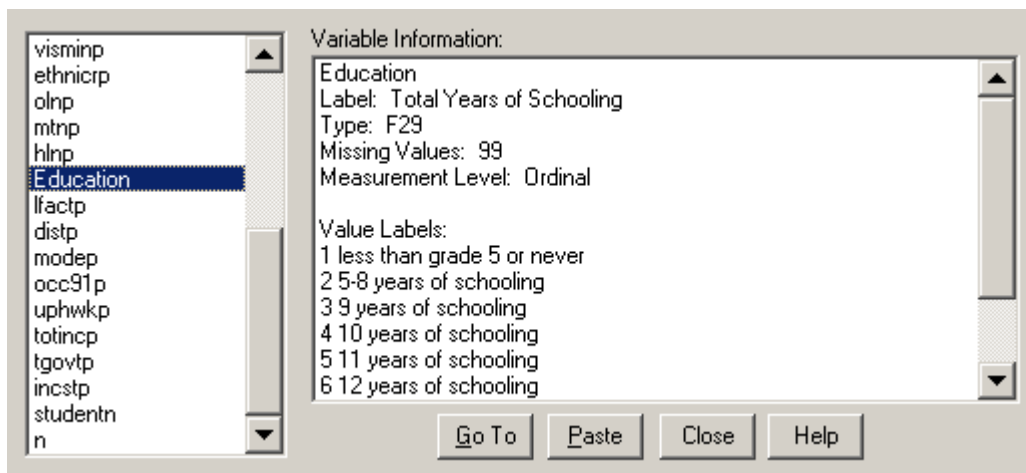 visminp
ethnicrp
olnp
mtnp
hlnp
Education
lfactp
distp
modep
occ91p
uphwkp
totincp
tgovtp
incstp
studentn
n
Variable Information:
Education
Label:  Total Years of Schooling
Type:  F29
Missing Values:  99
Measurement Level:  Ordinal
Value Labels:
1 less than grade 5 or never
2 5-8 years of schooling
3 9 years of schooling
4 10 years of schooling
5 11 years of schooling
6 12 years of schooling
Go To Paste Close Help